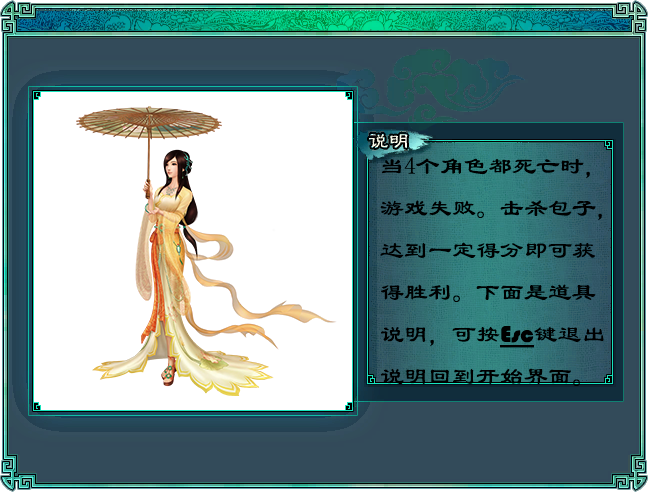 说明
当4个角色都死亡时，
游戏失败。击杀包子，
达到一定得分即可获
得胜利。下面是道具
说明，可按Esc键退出
说明回到开始界面。